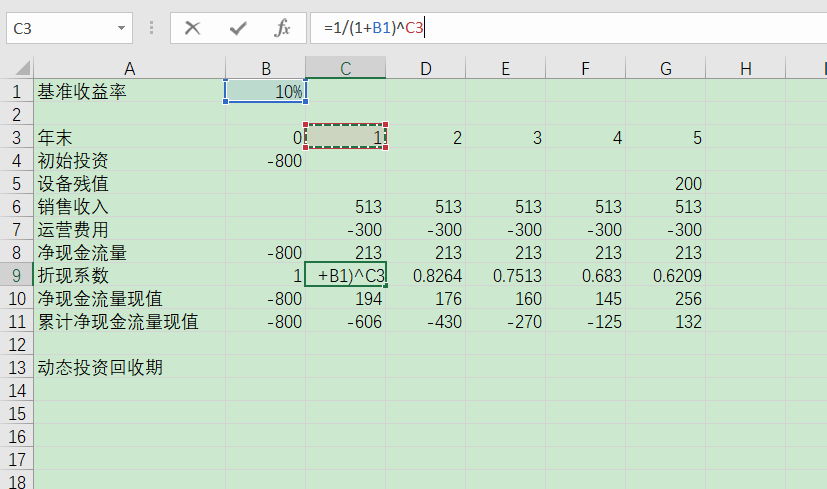 C3 fx =1/(1+B1)^C3
A B C D E F G H
1 基准收益率 10%
2
3 年末 0 1 2 3 4 5
4 初始投资 -800
5 设备残值 200
6 销售收入 513 513 513 513 513
7 运营费用 -300 -300 -300 -300 -300
8 净现金流量 -800 213 213 213 213 213
9 折现系数 1 +B1)^C3 0.8264 0.7513 0.683 0.6209
10 净现金流量现值 -800 194 176 160 145 256
11 累计净现金流量现值 -800 -606 -430 -270 -125 132
12
13 动态投资回收期
14
15
16
17
18